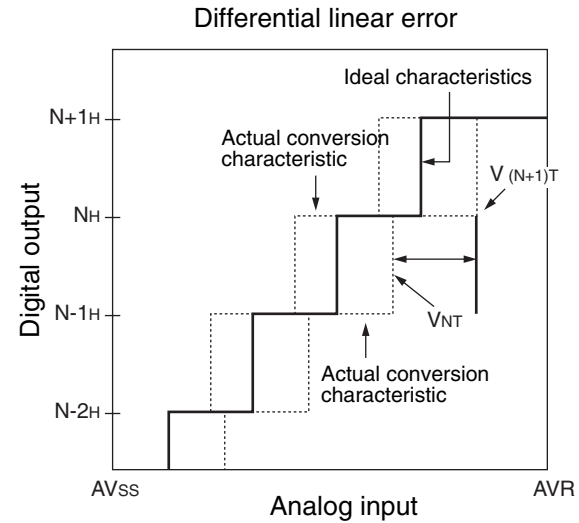 Differential linear error
Ideal characteristics
N+1H
Actual conversion
characteristic
V (N+1)T
NH
Digital output
N-1H
VNT
Actual conversion
characteristic
N-2H
AVSS
AVR
Analog input